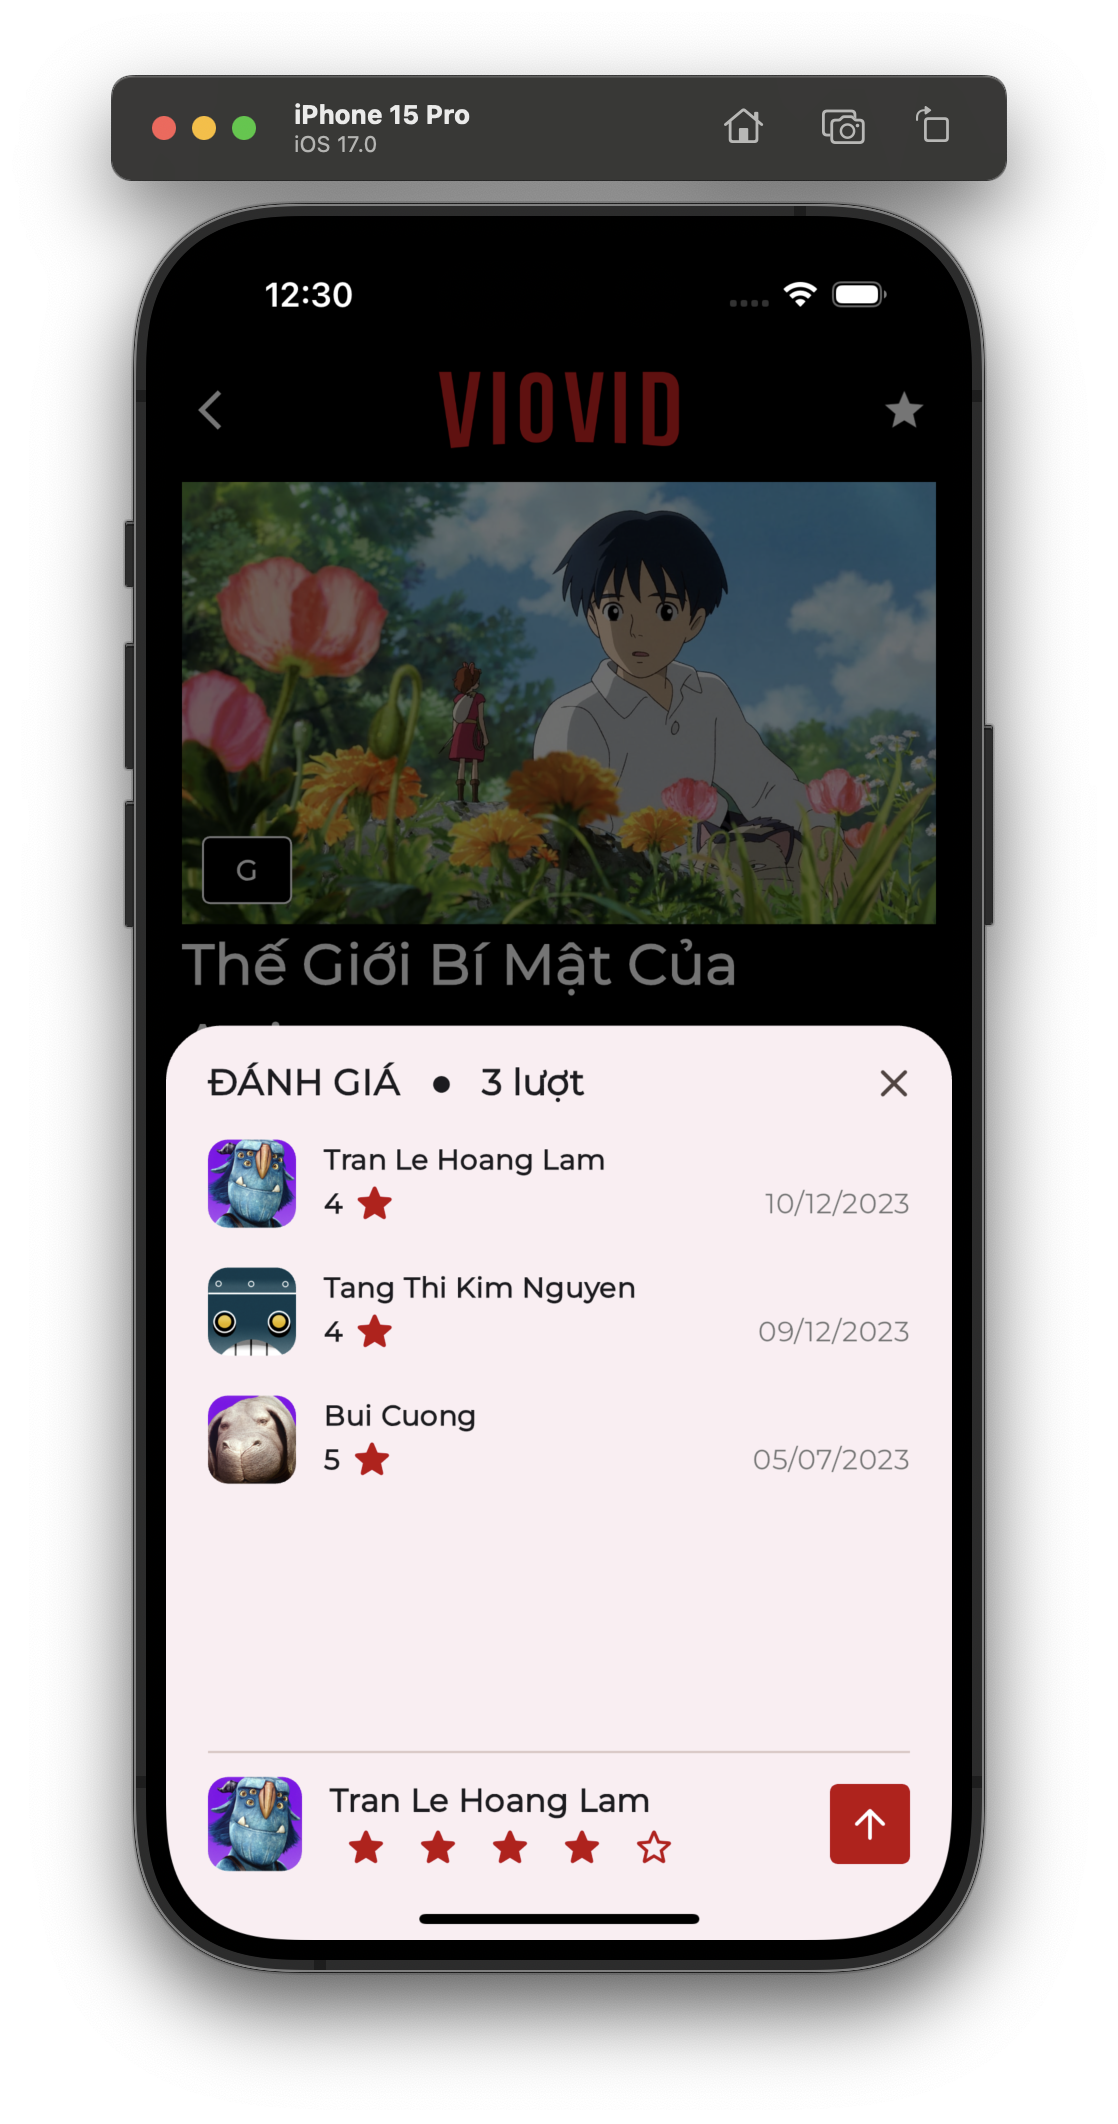 iPhone 15 Pro
iOS 17.0
12:30
VIOVID
G
Thế Giới Bí Mật Của
ĐÁNH GIÁ ● 3 lượt
Tran Le Hoang Lam
4
10/12/2023
Tang Thi Kim Nguyen
4
09/12/2023
Bui Cuong
5
05/07/2023
Tran Le Hoang Lam